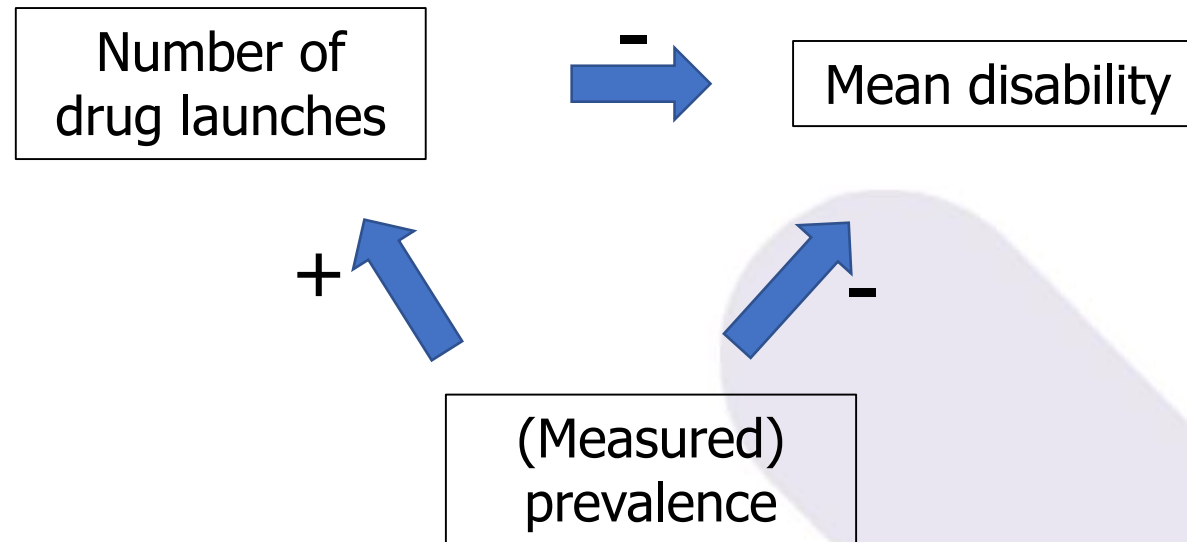 Number of
drug launches
-
Mean disability
+
-
(Measured)
prevalence